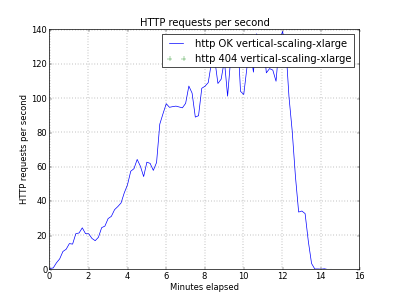 HTTP requests per second
http OK vertical-scaling-xlarge
http 404 vertical-scaling-xlarge
HTTP requests per second
140
120
100
80
60
40
20
0
0 2 4 6 8 10 12 14 16
Minutes elapsed